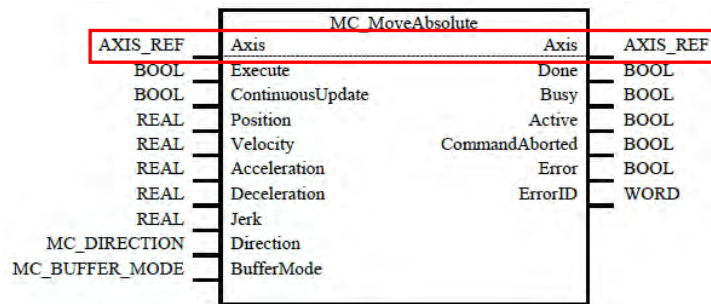 MC_MoveAbsolute
AXIS_REF Axis Axis AXIS_REF
BOOL Execute Done BOOL
BOOL ContinuousUpdate Busy BOOL
REAL Position Active BOOL
REAL Velocity CommandAborted BOOL
REAL Acceleration Error BOOL
REAL Deceleration ErrorID WORD
REAL Jerk
MC_DIRECTION Direction
MC_BUFFER_MODE BufferMode